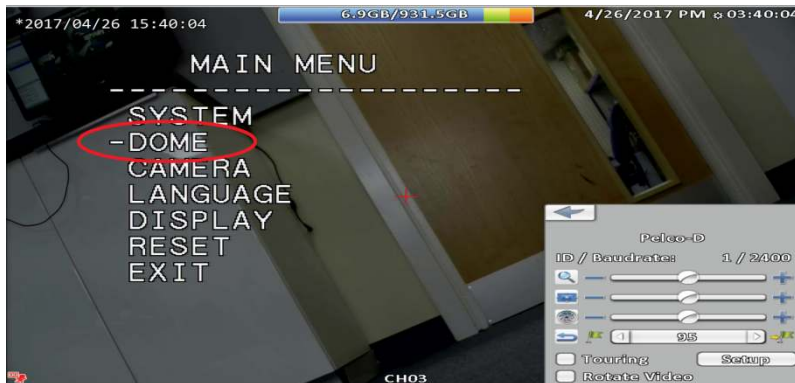 *2017/04/26 15:40:04
6.9GB/931.5GB
4/26/2017 PM 03:40:04
MAIN MENU
SYSTEM
-DOME
CAMERA
LANGUAGE
DISPLAY
RESET
EXIT
Pelco-D
ID / Baudrate: 1 / 2400
95
Touring
Setup
Rotate Video
CH03